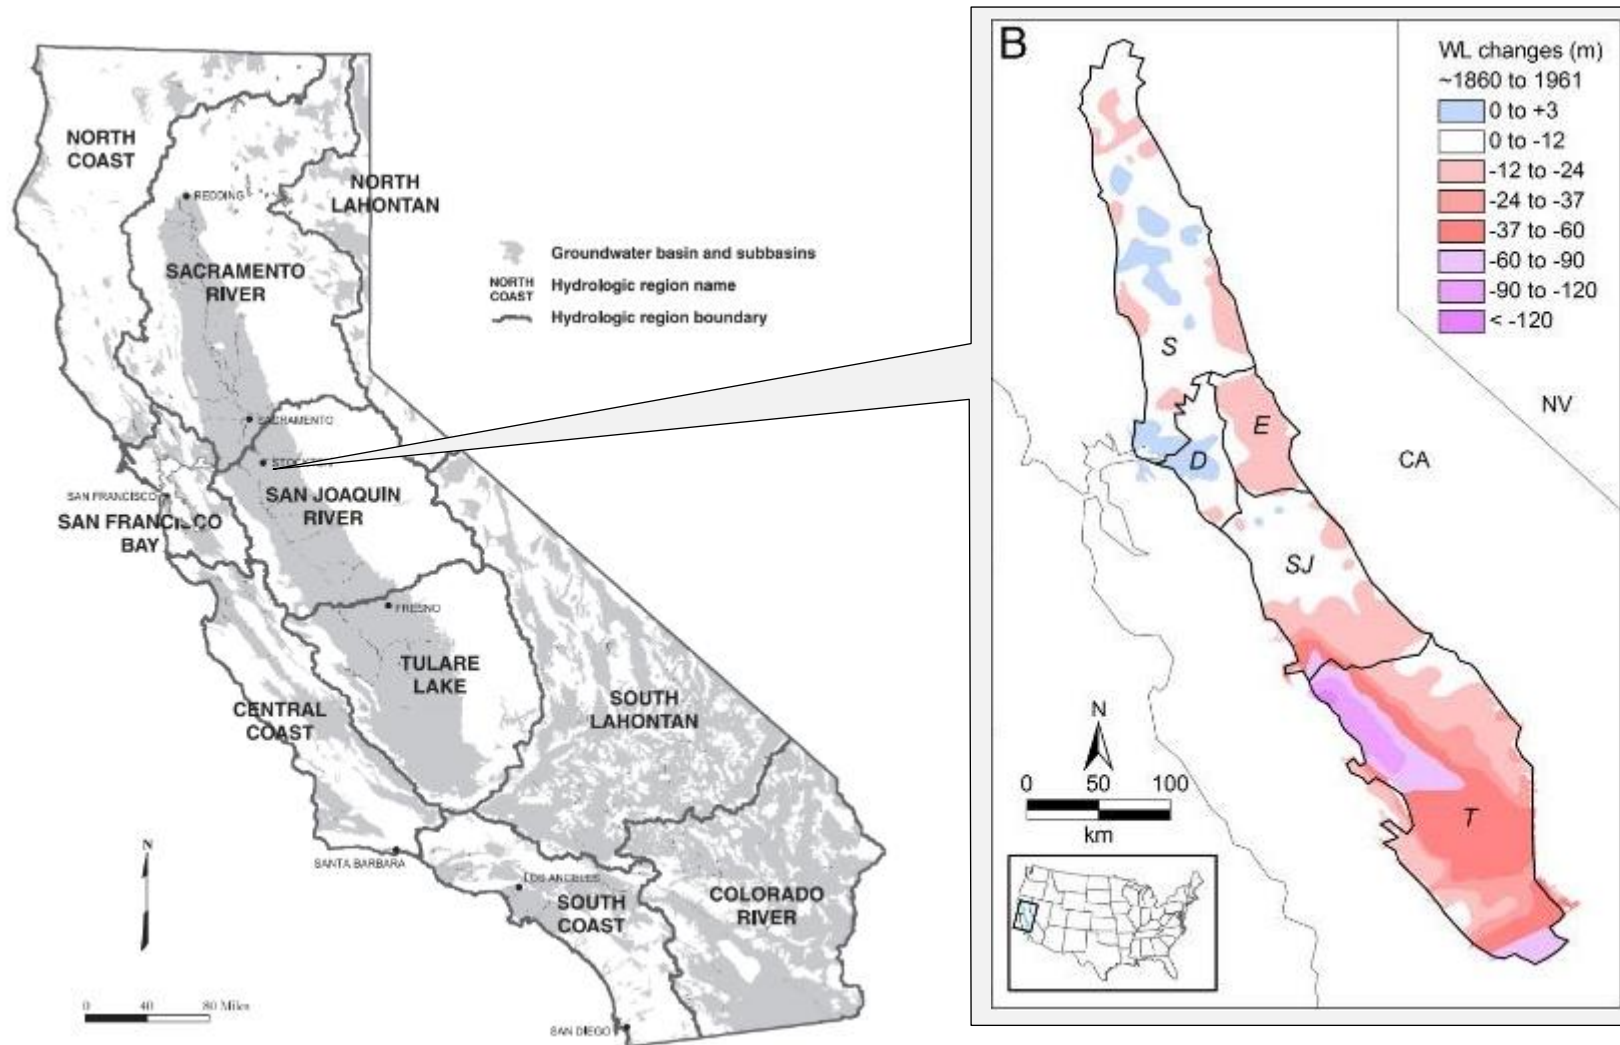 NORTH
COAST
REDDING
NORTH
LAHONTAN
SACRAMENTO
RIVER
Groundwater basin and subbasins
NORTH
COAST
Hydrologic region name
Hydrologic region boundary
SACRAMENTO
STOCKTON
SAN JOAQUIN
RIVER
SAN FRANCISCO
SAN FRANCISCO
BAY
FRESNO
TULARE
LAKE
CENTRAL
COAST
SOUTH
LAHONTAN
SANTA BARBARA
LOS ANGELES
SOUTH
COAST
COLORADO
RIVER
SAN DIEGO
N
0 40 80 Miles
B
WL changes (m)
~1860 to 1961
0 to +3
0 to -12
-12 to -24
-24 to -37
-37 to -60
-60 to -90
-90 to -120
< -120
S
E
D
SJ
T
NV
CA
N
0 50 100
km